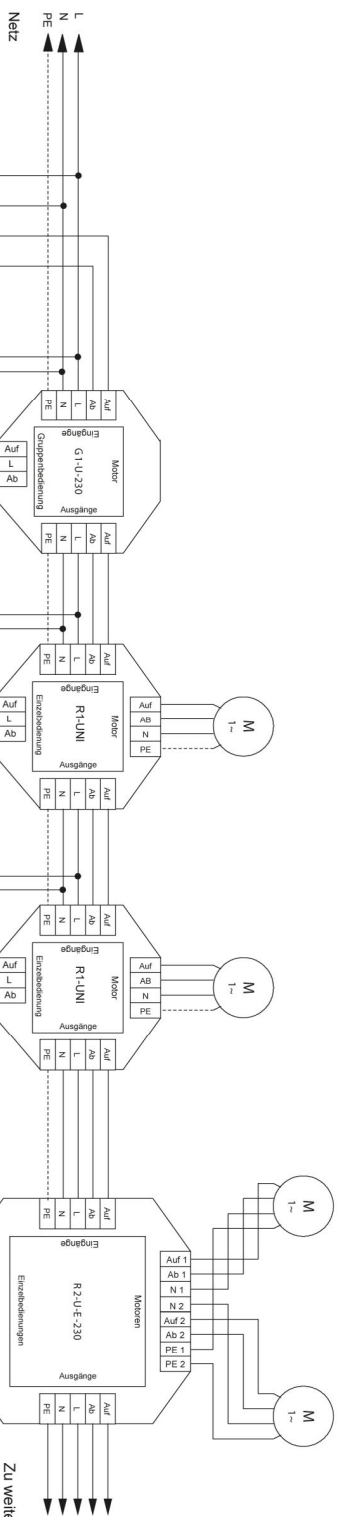 L
N
PE
Netz
Auf
Ab
L
N
PE
Eingänge
Motor
G1-U-230
Gruppenbedienung
Ausgänge
Auf
Ab
L
N
PE
Auf
L
Ab
M
1~
Auf
AB
N
PE
Auf
Ab
L
N
PE
Eingänge
Motor
R1-UNI
Einzelbedienung
Ausgänge
Auf
Ab
L
N
PE
Auf
L
Ab
M
1~
Auf
AB
N
PE
Auf
Ab
L
N
PE
Eingänge
Motor
R1-UNI
Einzelbedienung
Ausgänge
Auf
Ab
L
N
PE
Auf
L
Ab
M
1~
M
1~
Auf 1
Ab 1
N 1
N 2
Auf 2
Ab 2
PE 1
PE 2
Auf
Ab
L
N
PE
Eingänge
Motoren
R2-U-E-230
Einzelbedienungen
Ausgänge
Auf
Ab
L
N
PE
Zu weite